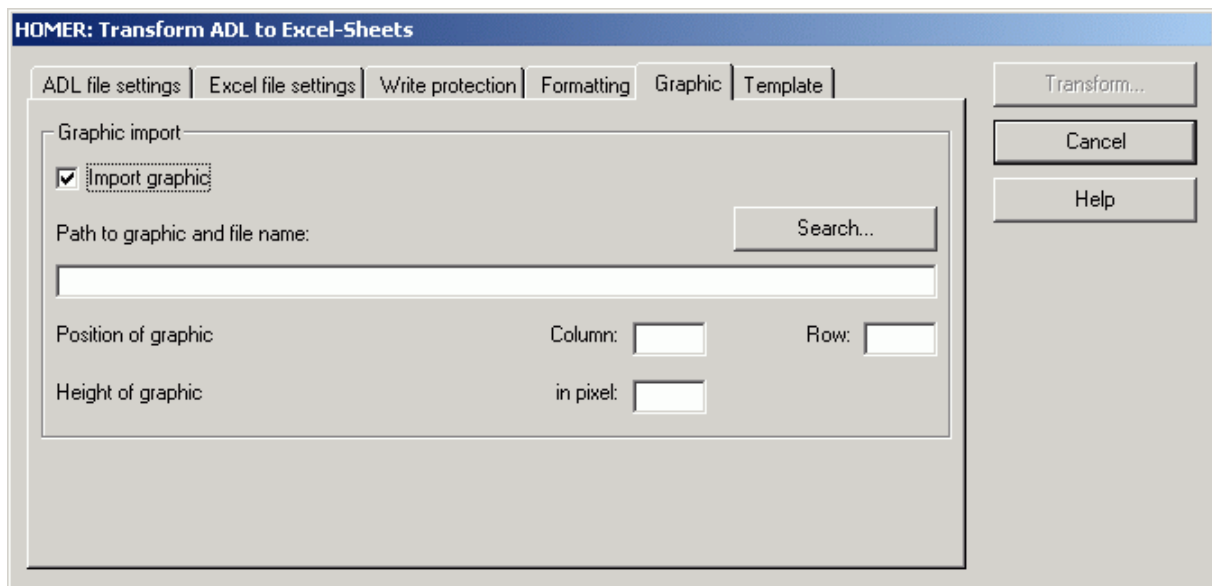 HOMER: Transform ADL to Excel-Sheets
ADL file settings Excel file settings Write protection Formatting Graphic Template
Transform...
Cancel
Help
Graphic import
Import graphic
Path to graphic and file name: Search...
Position of graphic Column: Row:
Height of graphic in pixel: